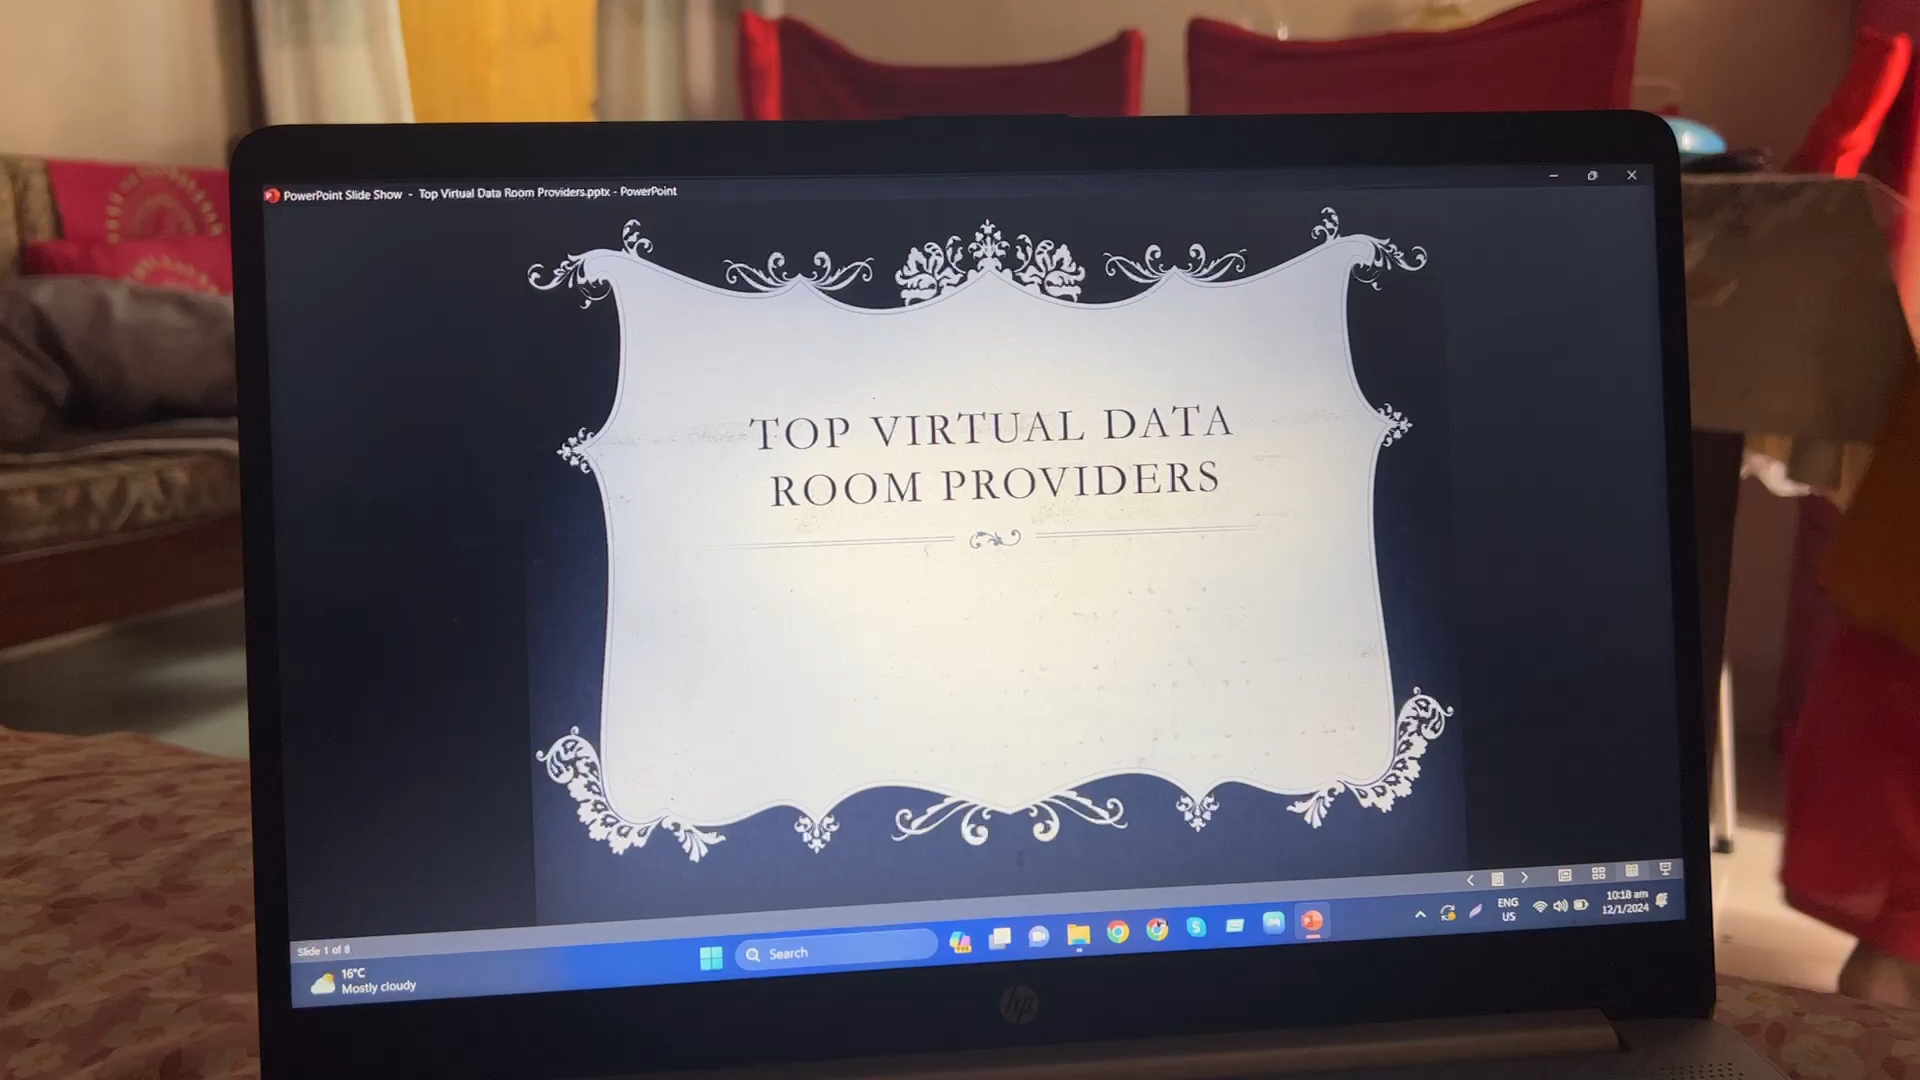 PowerPoint Slide Show - Top Virtual Data Room Providers.pptx - PowerPoint
TOP VIRTUAL DATA
ROOM PROVIDERS
Slide 1 of 8
16°C
Mostly cloudy
Search
ENG
US
10:18 am
12/1/2024
hp